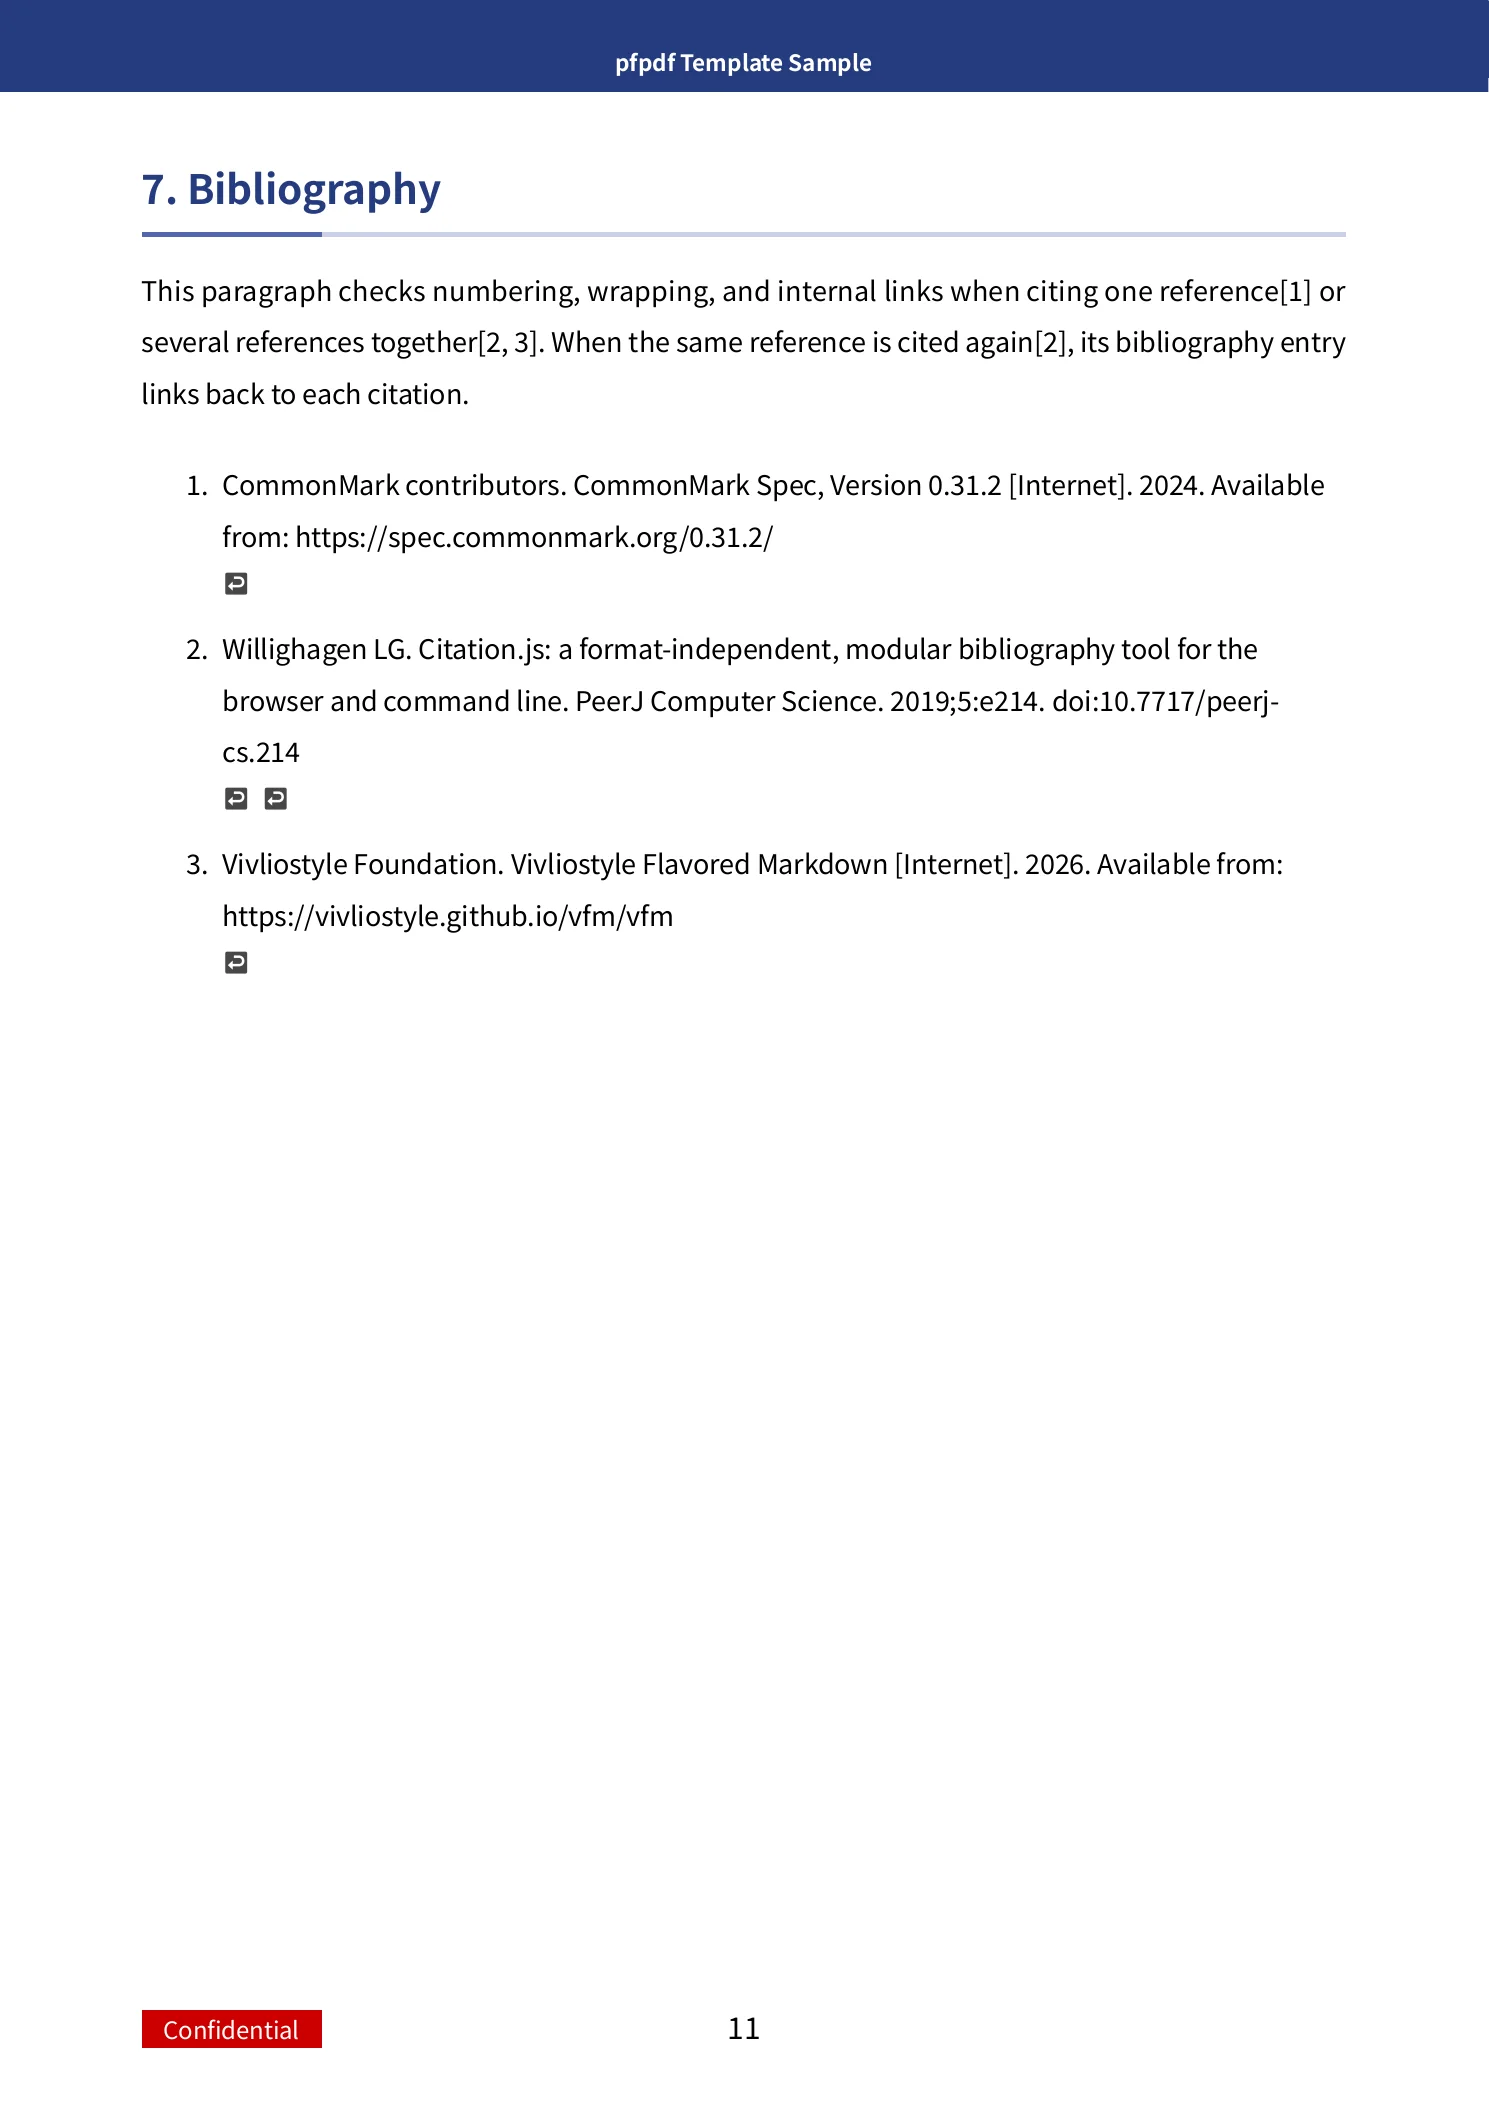 pfpdf Template Sample
7. Bibliography
This paragraph checks numbering, wrapping, and internal links when citing one reference[1] or
several references together[2, 3]. When the same reference is cited again[2], its bibliography entry
links back to each citation.
1. CommonMark contributors. CommonMark Spec, Version 0.31.2 [Internet]. 2024. Available
from: https://spec.commonmark.org/0.31.2/
↩
2. Willighagen LG. Citation.js: a format-independent, modular bibliography tool for the
browser and command line. PeerJ Computer Science. 2019;5:e214. doi:10.7717/peerj-
cs.214
↩ ↩
3. Vivliostyle Foundation. Vivliostyle Flavored Markdown [Internet]. 2026. Available from:
https://vivliostyle.github.io/vfm/vfm
↩
Confidential
11